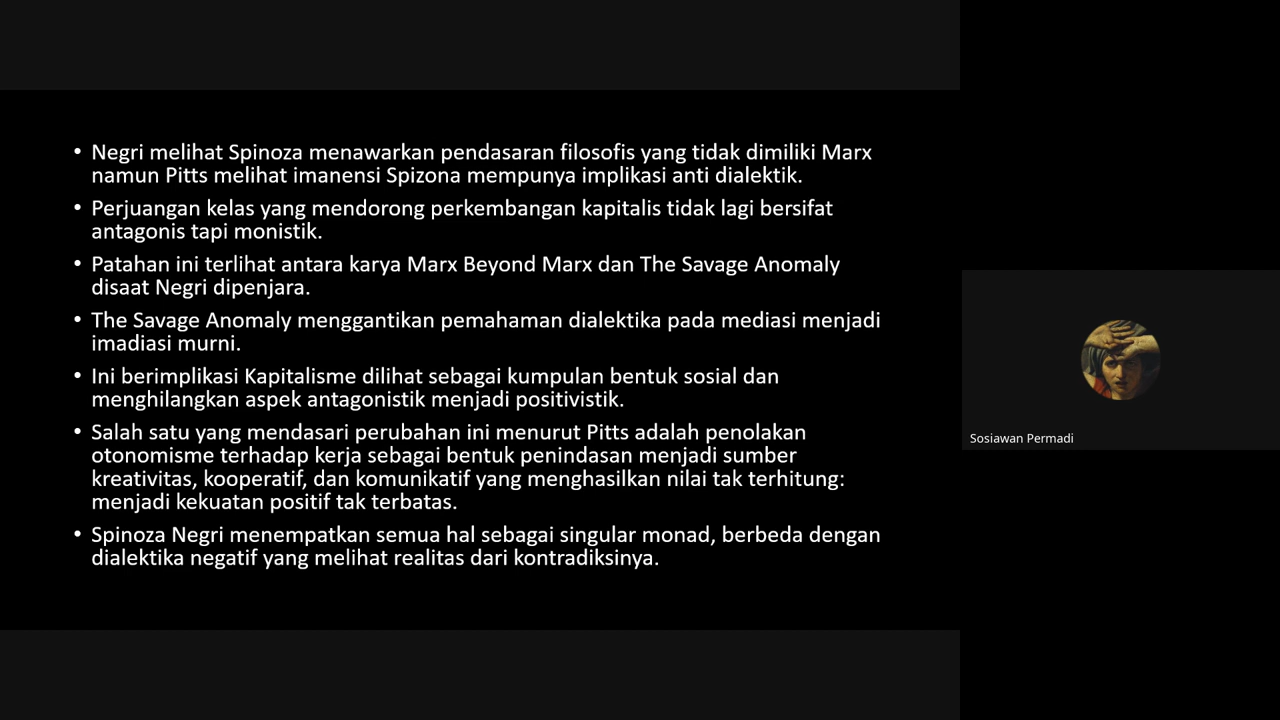 • Negri melihat Spinoza menawarkan pendasaran filosofis yang tidak dimiliki Marx
namun Pitts melihat imanensi Spizona mempunya implikasi anti dialektik.
• Perjuangan kelas yang mendorong perkembangan kapitalis tidak lagi bersifat
antagonis tapi monistik.
• Patahan ini terlihat antara karya Marx Beyond Marx dan The Savage Anomaly
disaat Negri dipenjara.
• The Savage Anomaly menggantikan pemahaman dialektika pada mediasi menjadi
imadiasi murni.
• Ini berimplikasi Kapitalisme dilihat sebagai kumpulan bentuk sosial dan
menghilangkan aspek antagonistik menjadi positivistik.
• Salah satu yang mendasari perubahan ini menurut Pitts adalah penolakan
otonomisme terhadap kerja sebagai bentuk penindasan menjadi sumber
kreativitas, kooperatif, dan komunikatif yang menghasilkan nilai tak terhitung:
menjadi kekuatan positif tak terbatas.
• Spinoza Negri menempatkan semua hal sebagai singular monad, berbeda dengan
dialektika negatif yang melihat realitas dari kontradiksinya.
Sosiawan Permadi